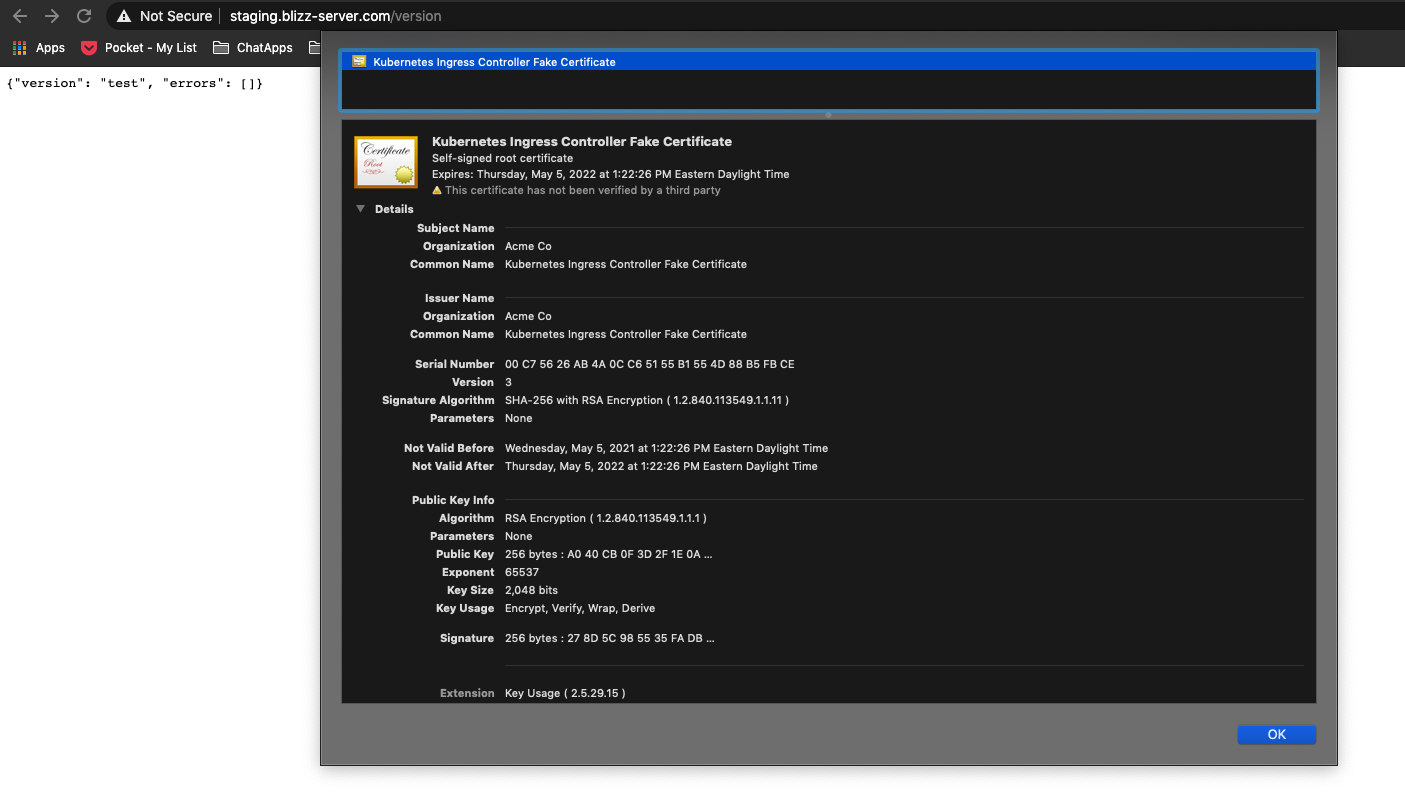 Not Secure | staging.blizz-server.com/version
Apps Pocket - My List ChatApps
{"version": "test", "errors": []}
Kubernetes Ingress Controller Fake Certificate
Certificate
Root
Kubernetes Ingress Controller Fake Certificate
Self-signed root certificate
Expires: Thursday, May 5, 2022 at 1:22:26 PM Eastern Daylight Time
This certificate has not been verified by a third party
Details
Subject Name
Organization Acme Co
Common Name Kubernetes Ingress Controller Fake Certificate
Issuer Name
Organization Acme Co
Common Name Kubernetes Ingress Controller Fake Certificate
Serial Number 00 C7 56 26 AB 4A 0C C6 51 55 B1 55 4D 88 B5 FB CE
Version 3
Signature Algorithm SHA-256 with RSA Encryption ( 1.2.840.113549.1.1.11 )
Parameters None
Not Valid Before Wednesday, May 5, 2021 at 1:22:26 PM Eastern Daylight Time
Not Valid After Thursday, May 5, 2022 at 1:22:26 PM Eastern Daylight Time
Public Key Info
Algorithm RSA Encryption ( 1.2.840.113549.1.1.1 )
Parameters None
Public Key 256 bytes : A0 40 CB 0F 3D 2F 1E 0A ...
Exponent 65537
Key Size 2,048 bits
Key Usage Encrypt, Verify, Wrap, Derive
Signature 256 bytes : 27 8D 5C 98 55 35 FA DB ...
Extension Key Usage ( 2.5.29.15 )
OK